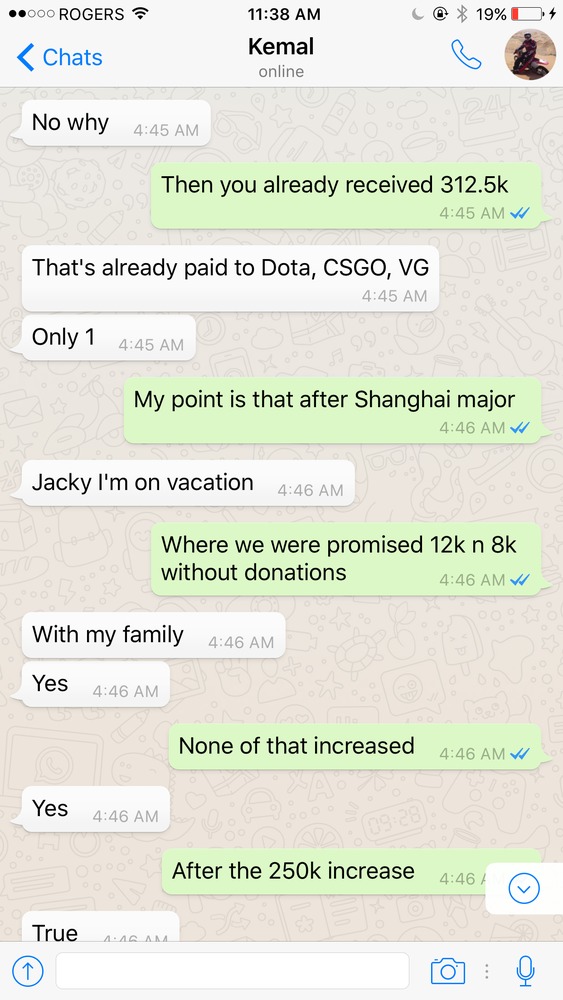 ROGERS 11:38 AM 19%
Chats
Kemal
online
No why 4:45 AM
Then you already received 312.5k
4:45 AM
That's already paid to Dota, CSGO, VG
4:45 AM
Only 1 4:45 AM
My point is that after Shanghai major
4:46 AM
Jacky I'm on vacation 4:46 AM
Where we were promised 12k n 8k
without donations 4:46 AM
With my family 4:46 AM
Yes 4:46 AM
None of that increased 4:46 AM
Yes 4:46 AM
After the 250k increase 4:46
True 4:46 AM